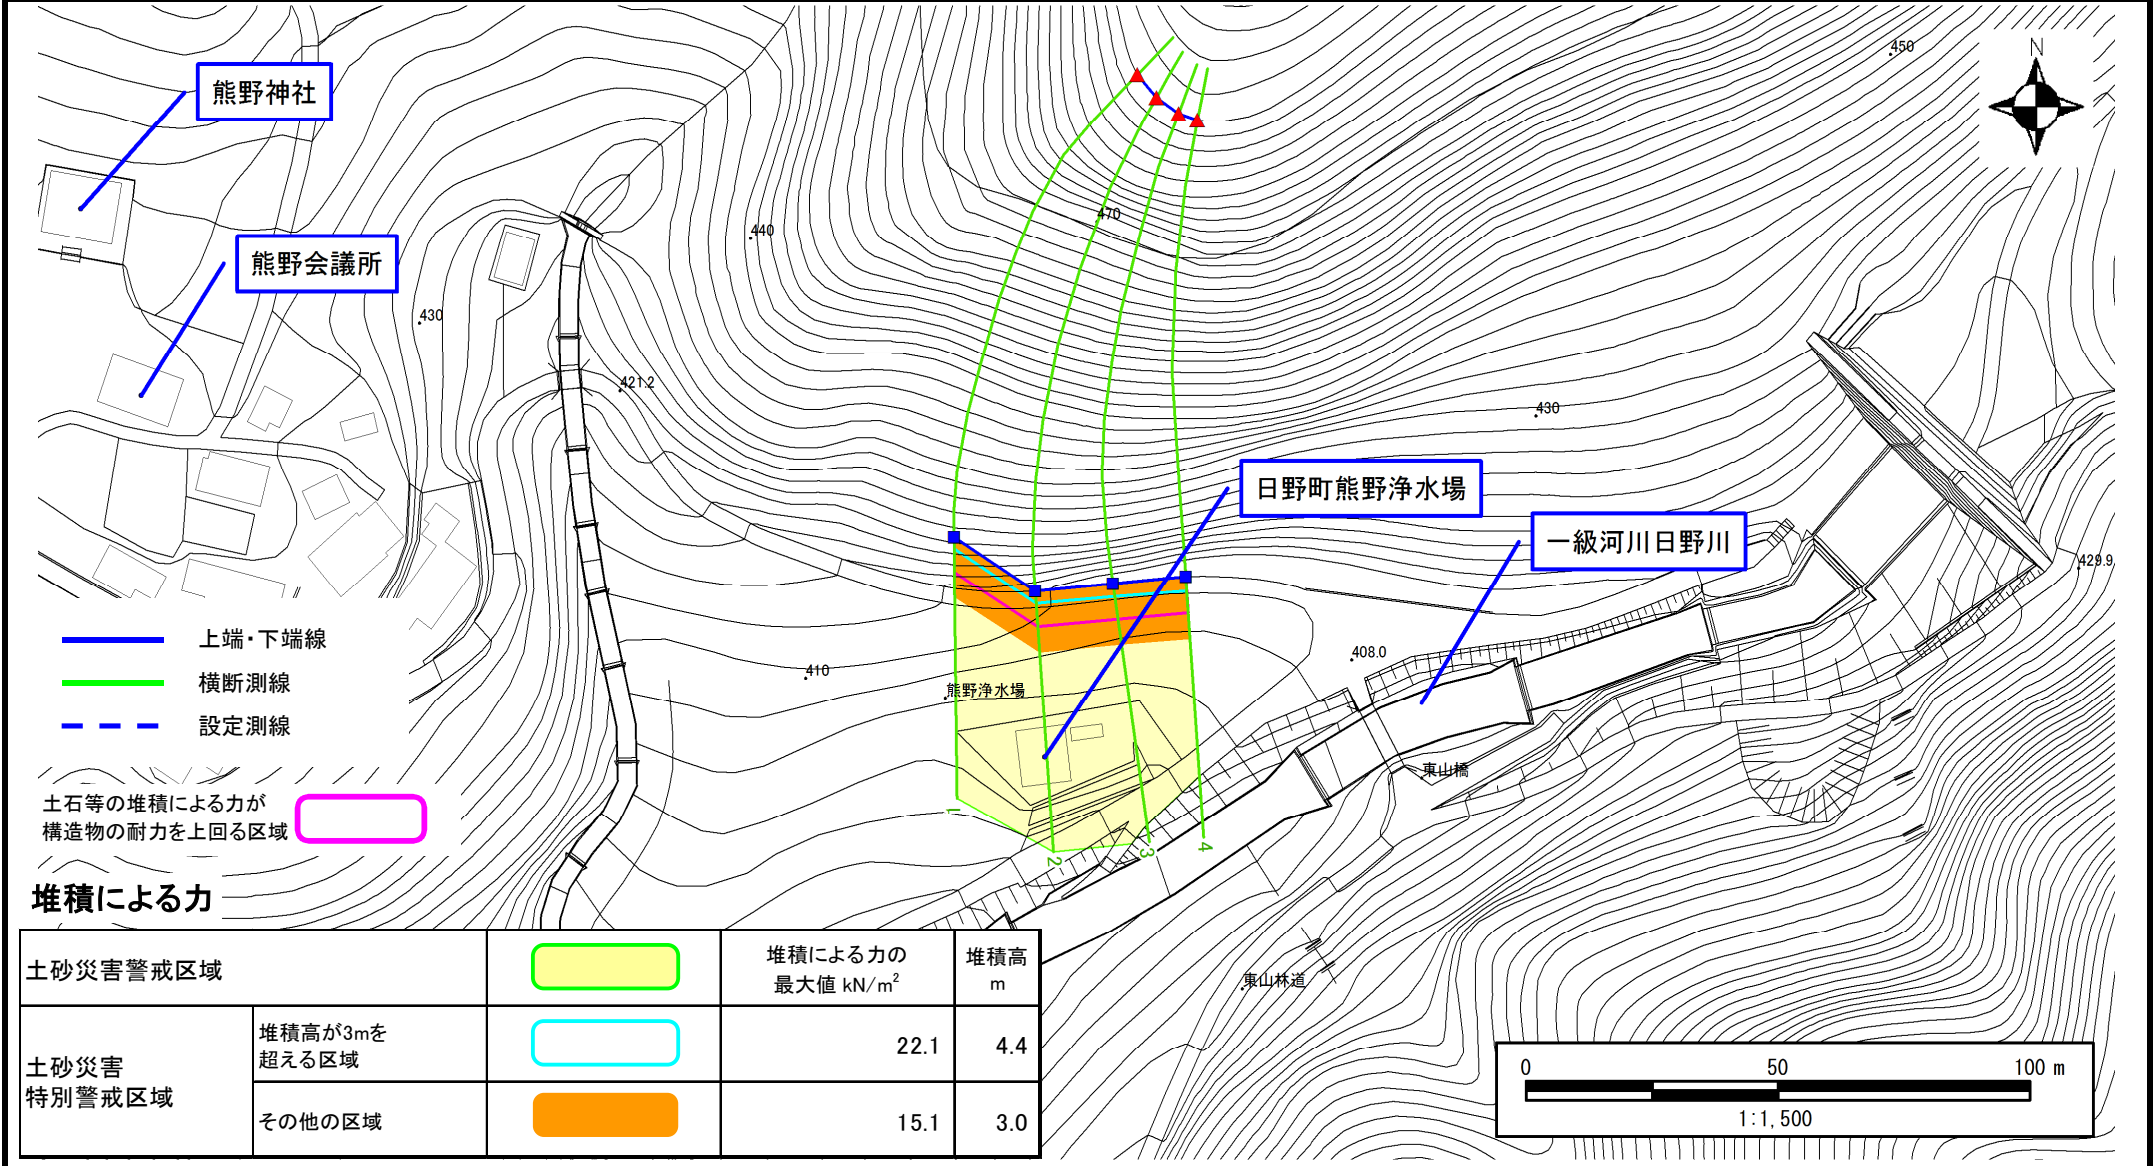 熊野神社
熊野会議所
430
440
421.2
470
450
N
430
日野町熊野浄水場
一級河川日野川
429.9
408.0
410
熊野浄水場
東山橋
東山林道
1
2
3
4
上端・下端線
横断測線
設定測線
土石等の堆積による力が
構造物の耐力を上回る区域
堆積による力
土砂災害警戒区域
堆積による力の
最大値 kN/m²
堆積高
m
土砂災害
特別警戒区域
堆積高が3mを
超える区域
22.1
4.4
その他の区域
15.1
3.0
0 50 100 m
1:1,500